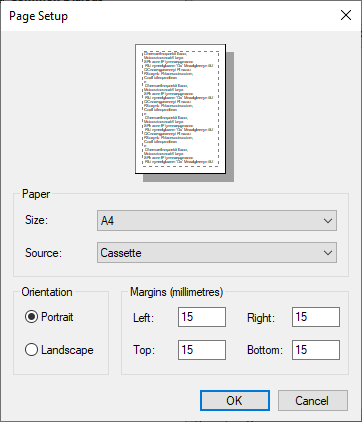 Page Setup
Paper
Size: A4
Source: Cassette
Orientation
Portrait
Landscape
Margins (millimetres)
Left: 15 Right: 15
Top: 15 Bottom: 15
OK Cancel